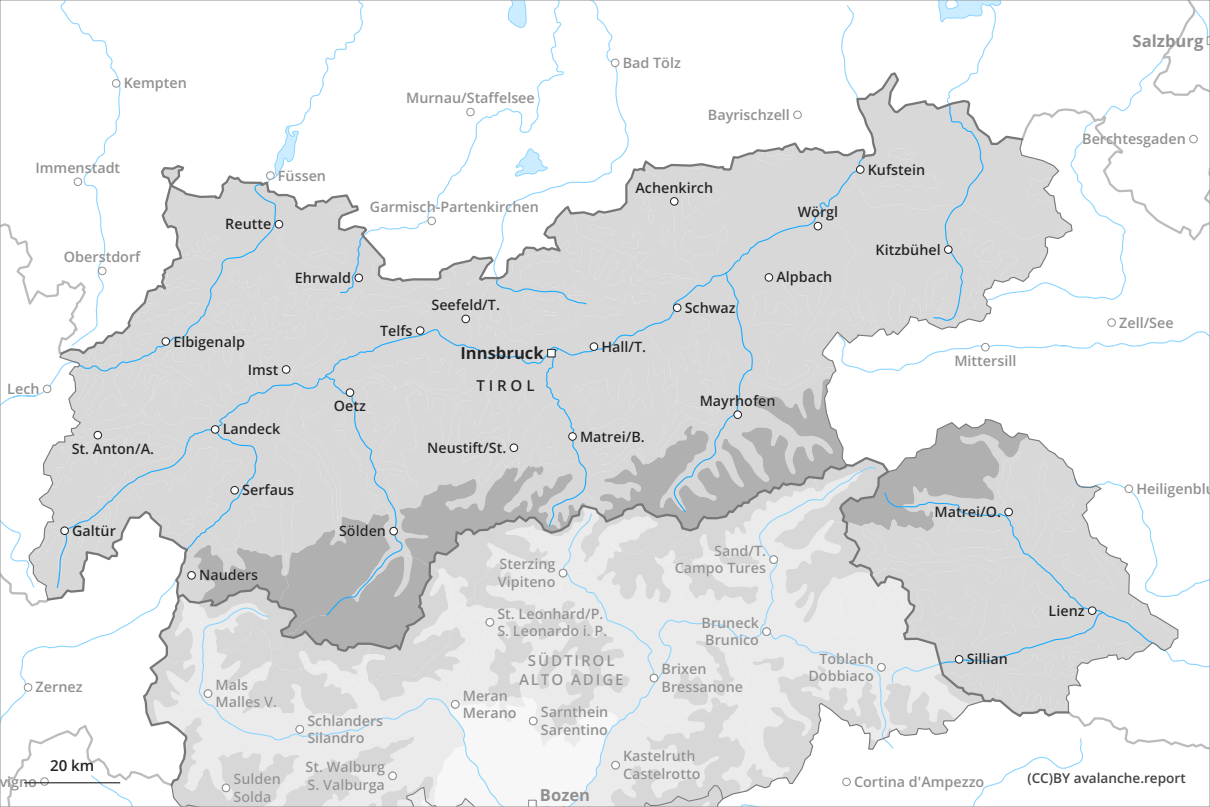 Salzburg
Bad Tölz
Kempten
Murnau/Staffelsee
Bayrischzell
Berchtesgaden
Immenstadt
Füssen
Kufstein
Achenkirch
Garmisch-Partenkirchen
Wörgl
Reutte
Kitzbühel
Oberstdorf
Ehrwald
Alpbach
Seefeld/T.
Schwaz
Zell/See
Telfs
Elbigenalp
Innsbruck
Hall/T.
Mittersill
Imst
TIROL
Lech
Oetz
Mayrhofen
Landeck
Matrei/B.
St. Anton/A.
Neustift/St.
Serfaus
Heiligenblu
Matrei/O.
Galtür
Sölden
Sand/T.
Campo Tures
Sterzing
Vipiteno
Nauders
Lienz
St. Leonhard/P.
S. Leonardo i. P.
Bruneck
Brunico
SÜDTIROL
ALTO ADIGE
Toblach
Dobbiaco
Sillian
Brixen
Bressanone
Zernez
Mals
Malles V.
Meran
Merano
Sarnthein
Sarentino
Schlanders
Silandro
Kastelruth
Castelrotto
20 km
St. Walburg
S. Valburga
vigno
Sulden
Solda
Cortina d'Ampezzo
(CC)BY avalanche.report
Bozen